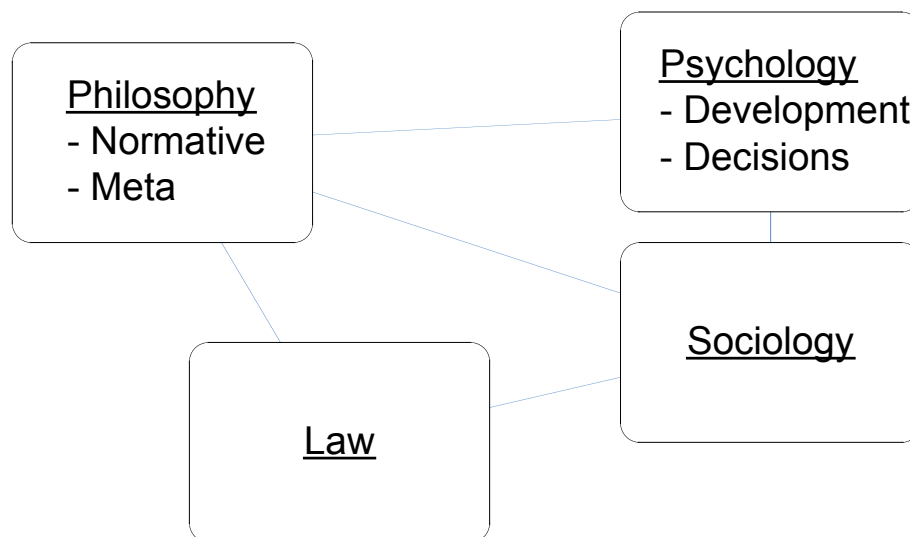 Philosophy
- Normative
- Meta
Psychology
- Development
- Decisions
Sociology
Law